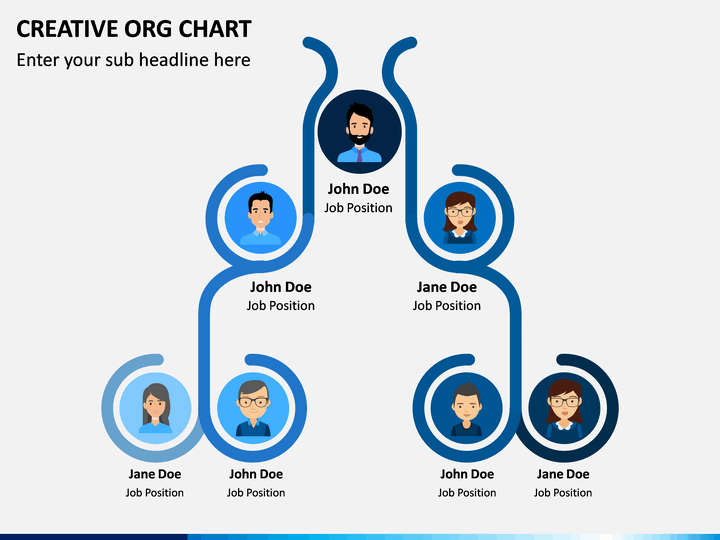 CREATIVE ORG CHART
Enter your sub headline here
John Doe
Job Position
John Doe
Job Position
Jane Doe
Job Position
Jane Doe
Job Position
John Doe
Job Position
John Doe
Job Position
Jane Doe
Job Position